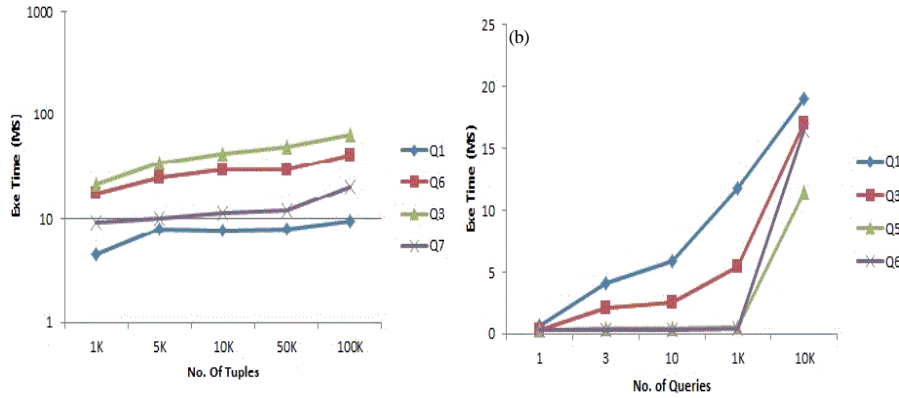 1000
100
10
1
Exe Time (MS)
1K 5K 10K 50K 100K
No. Of Tuples
Q1
Q6
Q3
Q7
(b)
25
20
15
10
5
0
Exe Time (MS)
1 3 10 1K 10K
No. of Queries
Q1
Q3
Q5
Q6